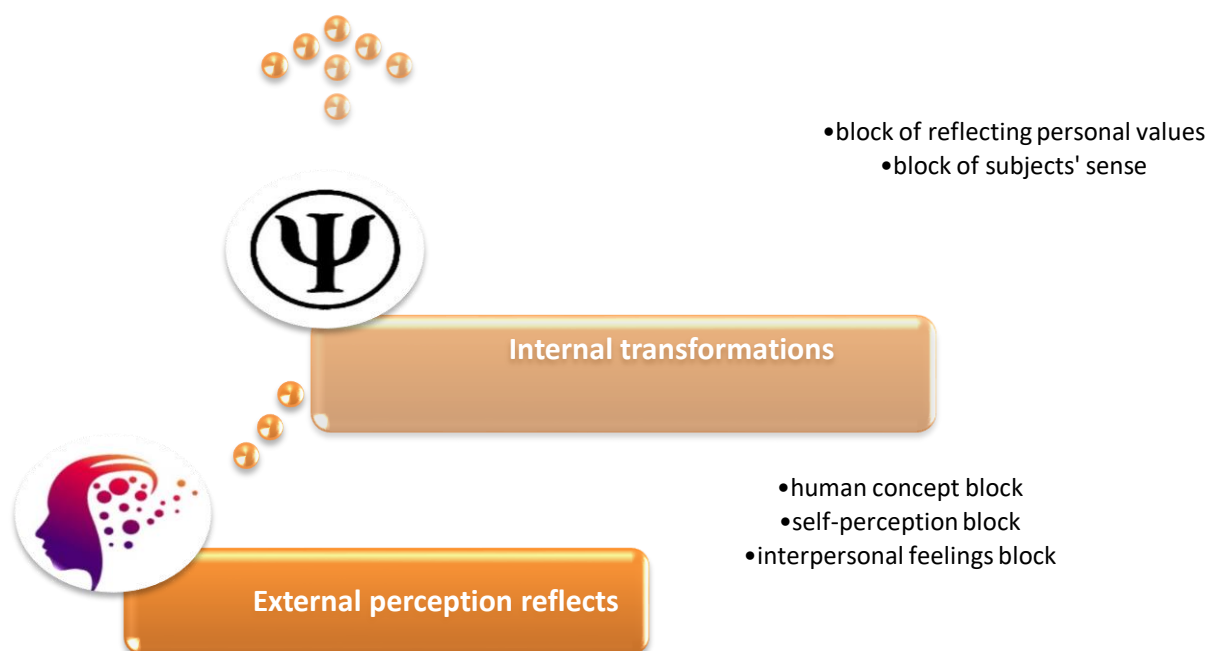 •block of reflecting personal values
•block of subjects' sense
Ψ
Internal transformations
•human concept block
•self-perception block
•interpersonal feelings block
External perception reflects